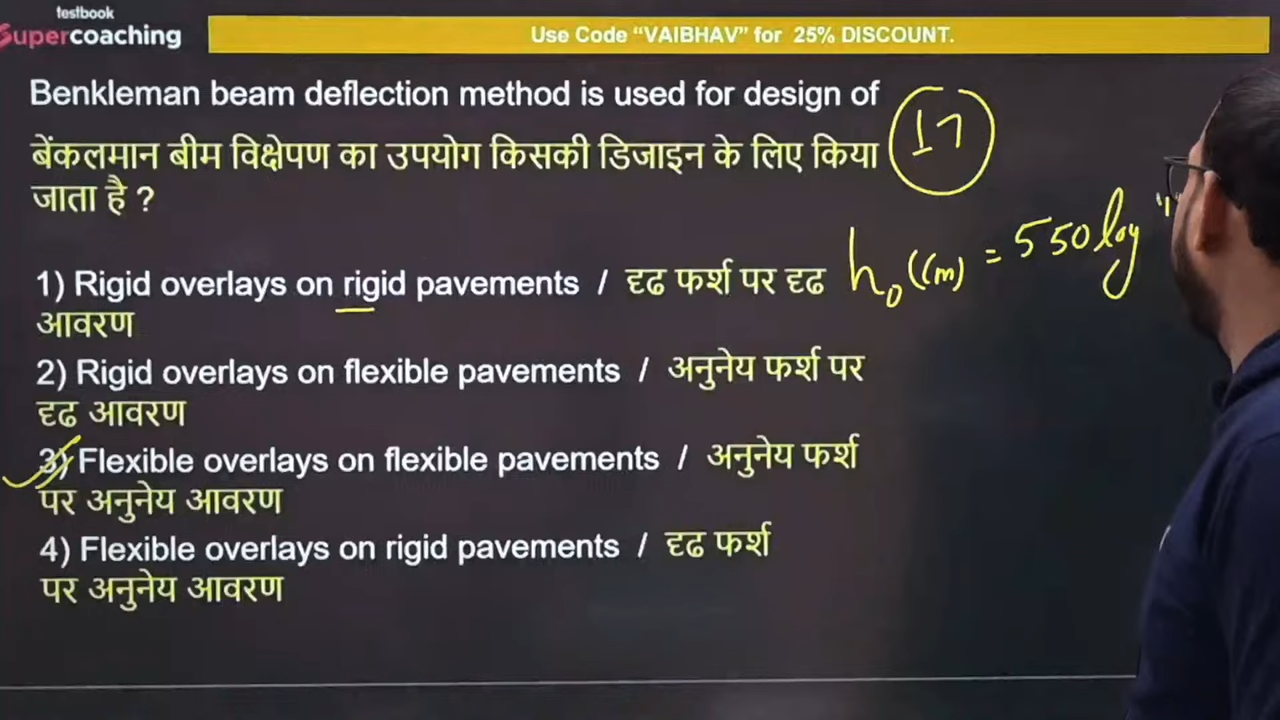 testbook
Supercoaching
Use Code “VAIBHAV” for 25% DISCOUNT.
Benkleman beam deflection method is used for design of
बेंकलमान बीम विक्षेपण का उपयोग किसकी डिजाइन के लिए किया
जाता है ?
17
h₀ (cm) = 550 log
1) Rigid overlays on rigid pavements / दृढ फर्श पर दृढ
आवरण
2) Rigid overlays on flexible pavements / अनुनेय फर्श पर
दृढ आवरण
3) Flexible overlays on flexible pavements / अनुनेय फर्श
पर अनुनेय आवरण
4) Flexible overlays on rigid pavements / दृढ फर्श
पर अनुनेय आवरण